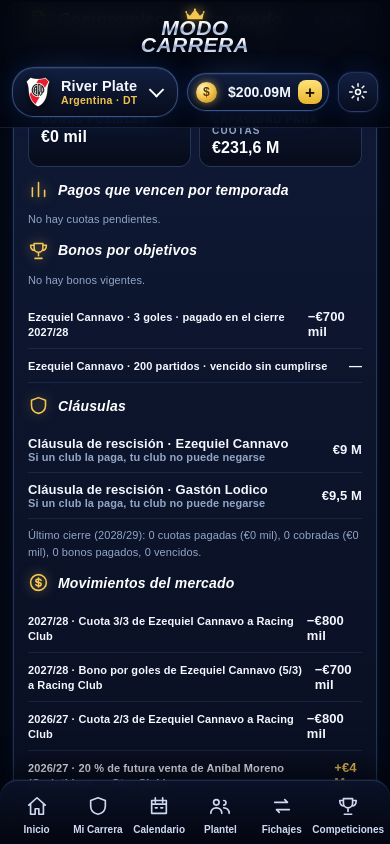 MODO
CARRERA
River Plate
Argentina · DT
$
$200.09M
+
€0 mil
CUOTAS
€231,6 M
Pagos que vencen por temporada
No hay cuotas pendientes.
Bonos por objetivos
No hay bonos vigentes.
Ezequiel Cannavo · 3 goles · pagado en el cierre 2027/28
−€700 mil
Ezequiel Cannavo · 200 partidos · vencido sin cumplirse
—
Cláusulas
Cláusula de rescisión · Ezequiel Cannavo
Si un club la paga, tu club no puede negarse
€9 M
Cláusula de rescisión · Gastón Lodico
Si un club la paga, tu club no puede negarse
€9,5 M
Último cierre (2028/29): 0 cuotas pagadas (€0 mil), 0 cobradas (€0
mil), 0 bonos pagados, 0 vencidos.
Movimientos del mercado
2027/28 · Cuota 3/3 de Ezequiel Cannavo a Racing
Club
−€800
mil
2027/28 · Bono por goles de Ezequiel Cannavo (5/3)
a Racing Club
−€700
mil
2026/27 · Cuota 2/3 de Ezequiel Cannavo a Racing
Club
−€800
mil
2026/27 · 20 % de futura venta de Aníbal Moreno
+€4
Inicio
Mi Carrera
Calendario
Plantel
Fichajes
Competiciones